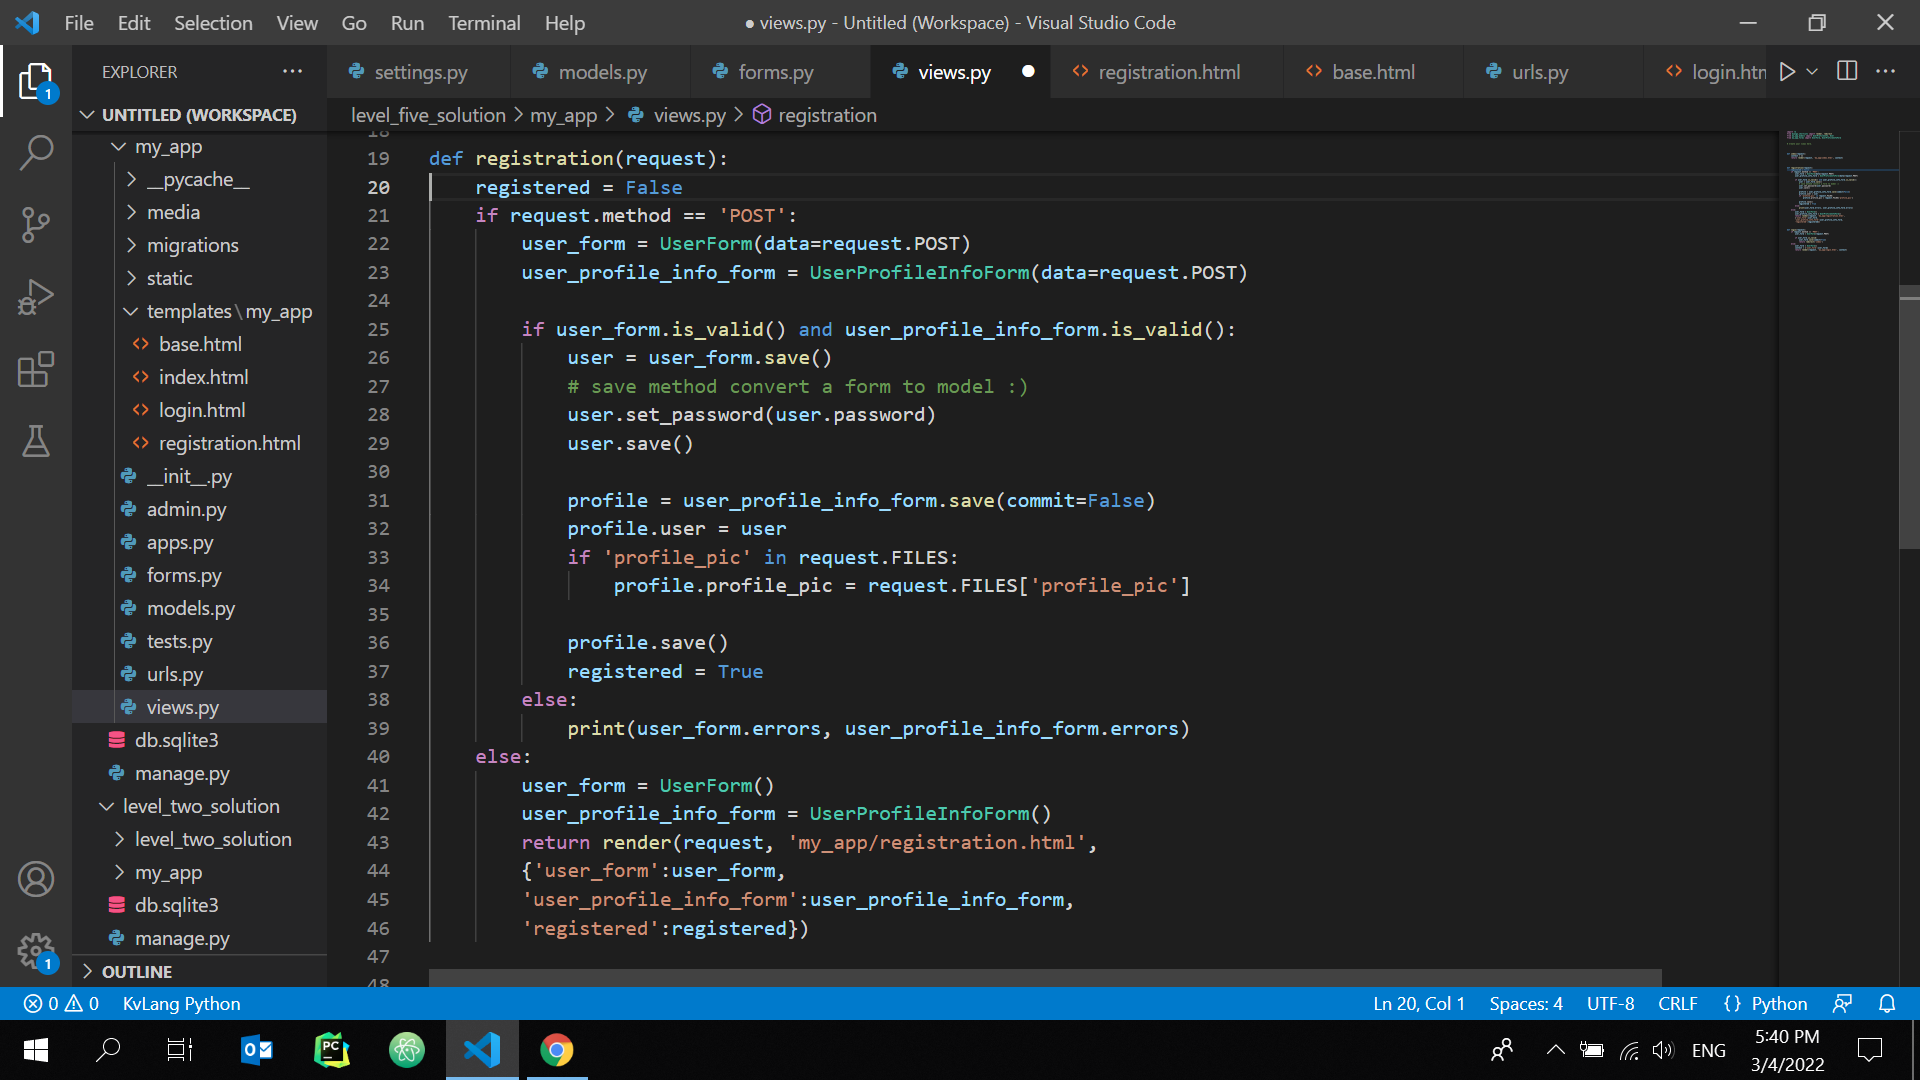 File Edit Selection View Go Run Terminal Help
● views.py - Untitled (Workspace) - Visual Studio Code
EXPLORER ···
settings.py models.py forms.py views.py ● registration.html base.html urls.py login.htm
1
UNTITLED (WORKSPACE)
level_five_solution > my_app > views.py > registration
my_app
__pycache__
media
migrations
static
templates\my_app
base.html
index.html
login.html
registration.html
__init__.py
admin.py
apps.py
forms.py
models.py
tests.py
urls.py
views.py
db.sqlite3
manage.py
level_two_solution
level_two_solution
my_app
db.sqlite3
manage.py
OUTLINE
1
18
19 def registration(request):
20     registered = False
21     if request.method == 'POST':
22         user_form = UserForm(data=request.POST)
23         user_profile_info_form = UserProfileInfoForm(data=request.POST)
24
25         if user_form.is_valid() and user_profile_info_form.is_valid():
26             user = user_form.save()
27             # save method convert a form to model :)
28             user.set_password(user.password)
29             user.save()
30
31             profile = user_profile_info_form.save(commit=False)
32             profile.user = user
33             if 'profile_pic' in request.FILES:
34                 profile.profile_pic = request.FILES['profile_pic']
35
36             profile.save()
37             registered = True
38         else:
39             print(user_form.errors, user_profile_info_form.errors)
40     else:
41         user_form = UserForm()
42         user_profile_info_form = UserProfileInfoForm()
43         return render(request, 'my_app/registration.html',
44         {'user_form':user_form,
45         'user_profile_info_form':user_profile_info_form,
46         'registered':registered})
47
48
0 0 KvLang Python
Ln 20, Col 1 Spaces: 4 UTF-8 CRLF {} Python
PC
ENG
5:40 PM
3/4/2022